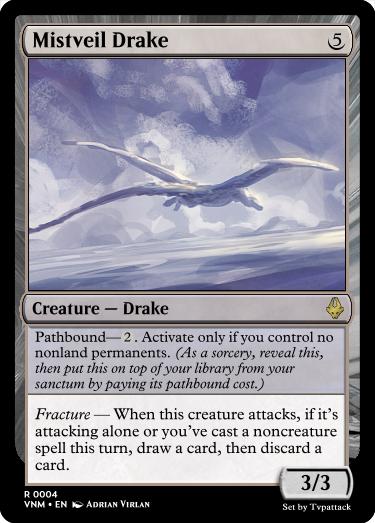 Mistveil Drake 5
Creature — Drake
Pathbound—2. Activate only if you control no
nonland permanents. (As a sorcery, reveal this,
then put this on top of your library from your
sanctum by paying its pathbound cost.)
Fracture — When this creature attacks, if it’s
attacking alone or you’ve cast a noncreature
spell this turn, draw a card, then discard a
card.
3/3
R 0004
VNM • EN Adrian Virlan
Set by Tvpattack